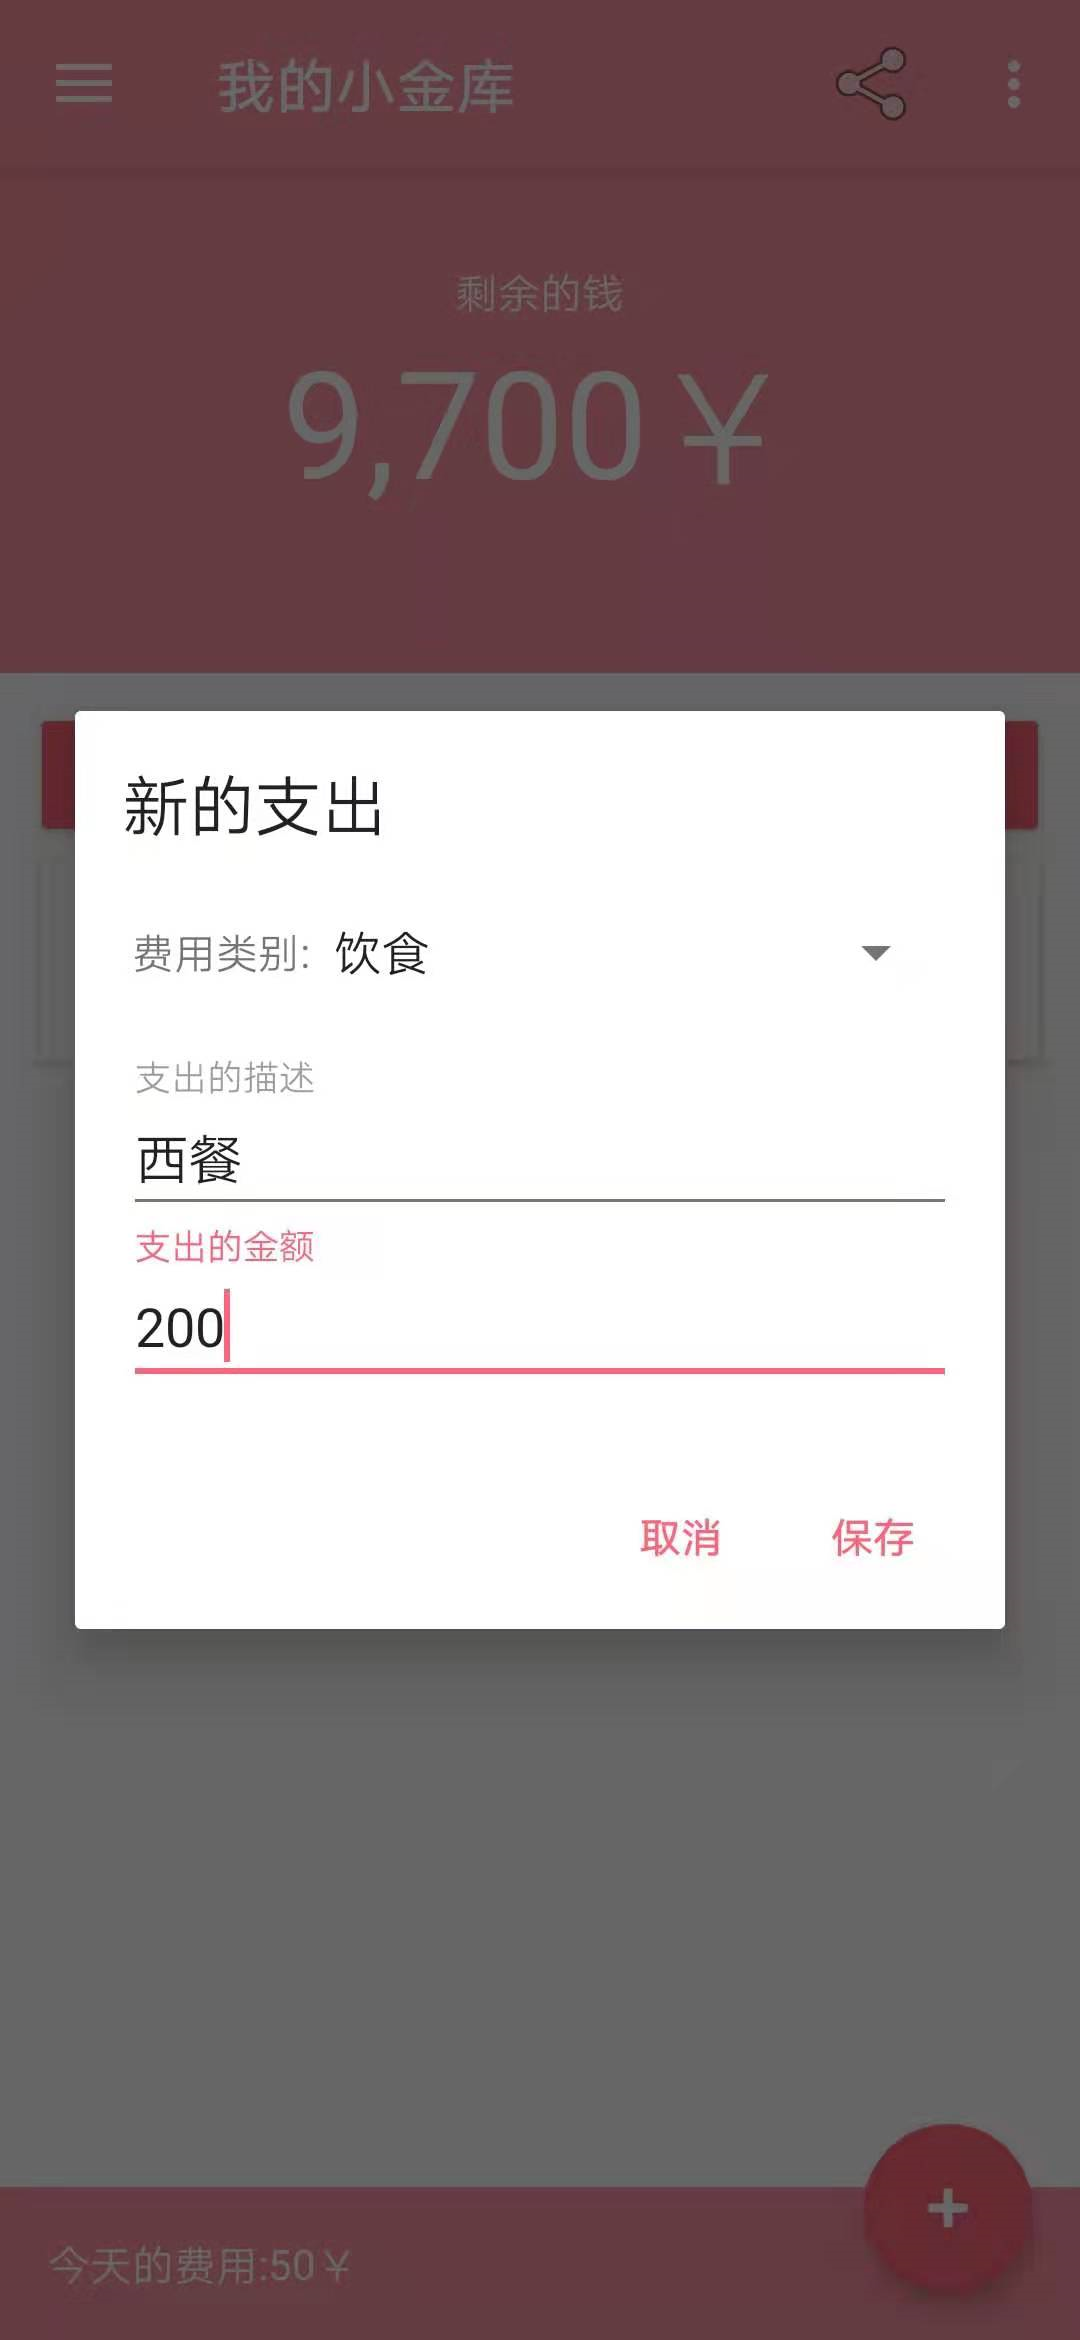 我的小金库
剩余的钱
9,700￥
新的支出
费用类别: 饮食
支出的描述
西餐
支出的金额
200
取消 保存
今天的费用:50￥